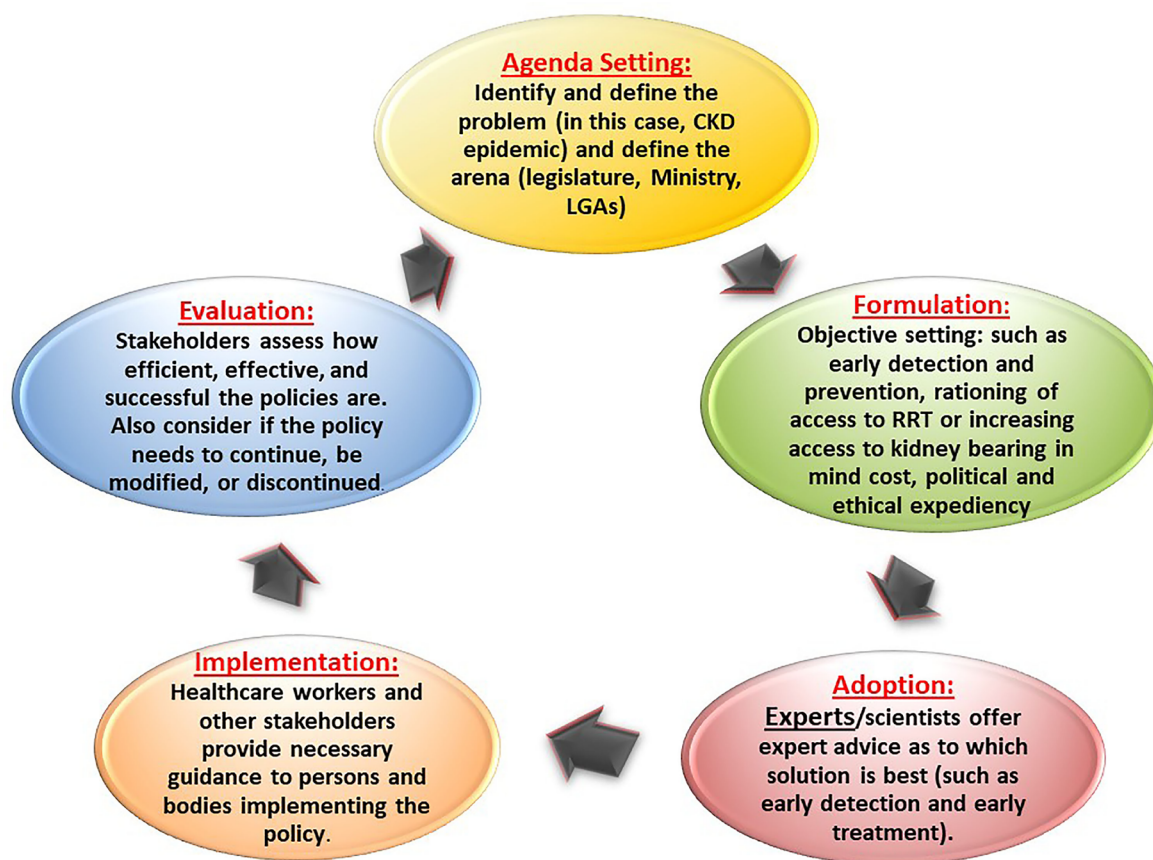 Agenda Setting:
Identify and define the
problem (in this case, CKD
epidemic) and define the
arena (legislature, Ministry,
LGAs)
Formulation:
Objective setting: such as
early detection and
prevention, rationing of
access to RRT or increasing
access to kidney bearing in
mind cost, political and
ethical expediency
Adoption:
Experts/scientists offer
expert advice as to which
solution is best (such as
early detection and early
treatment).
Implementation:
Healthcare workers and
other stakeholders
provide necessary
guidance to persons and
bodies implementing the
policy.
Evaluation:
Stakeholders assess how
efficient, effective, and
successful the policies are.
Also consider if the policy
needs to continue, be
modified, or discontinued.